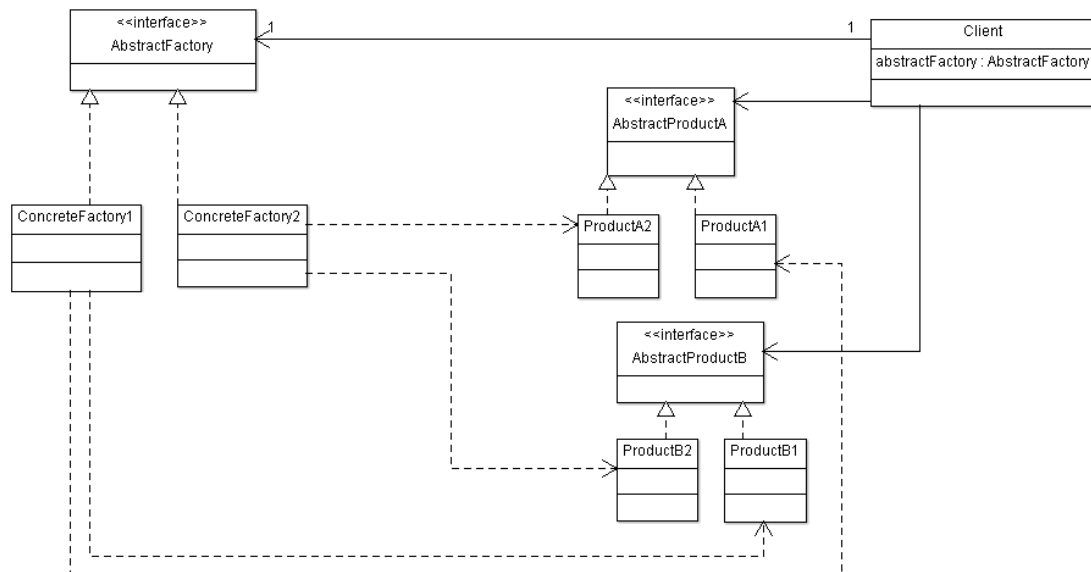 <<interface>>
AbstractFactory
1
1
Client
abstractFactory : AbstractFactory
<<interface>>
AbstractProductA
ConcreteFactory1
ConcreteFactory2
ProductA2
ProductA1
<<interface>>
AbstractProductB
ProductB2
ProductB1